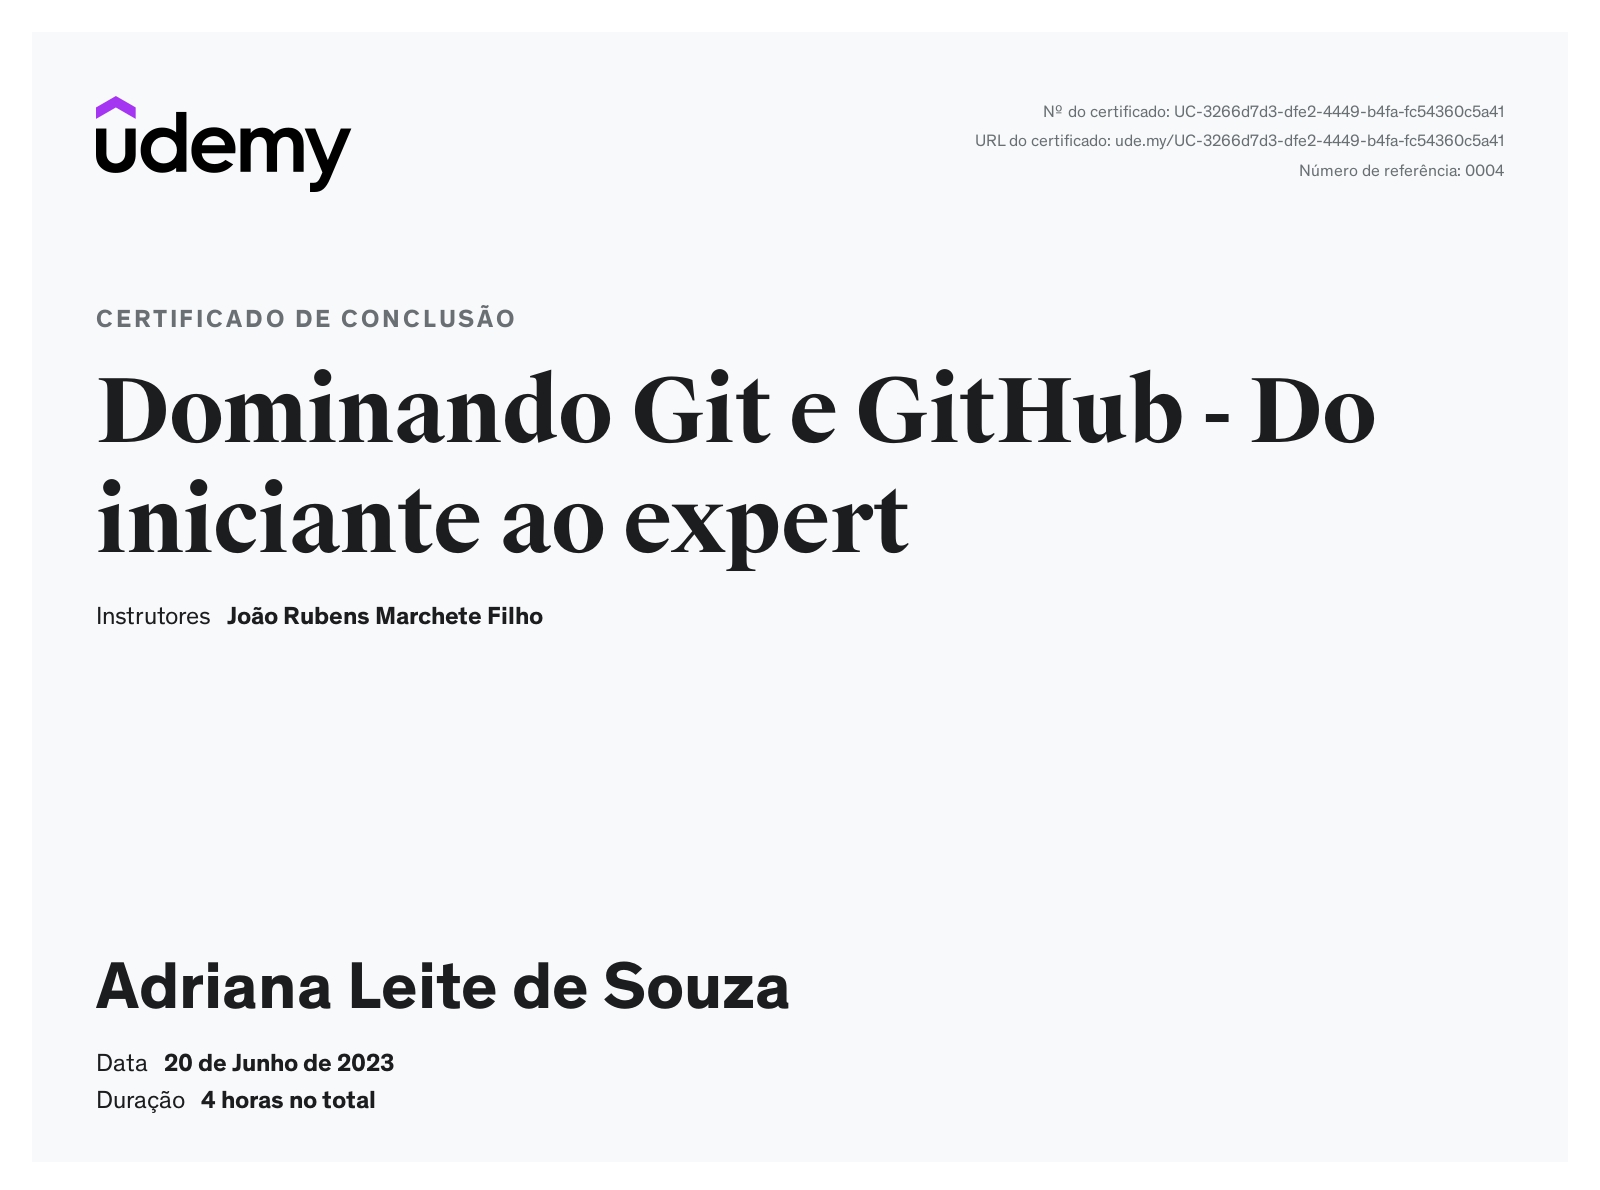 udemy
Nº do certificado: UC-3266d7d3-dfe2-4449-b4fa-fc54360c5a41
URL do certificado: ude.my/UC-3266d7d3-dfe2-4449-b4fa-fc54360c5a41
Número de referência: 0004
CERTIFICADO DE CONCLUSÃO
Dominando Git e GitHub - Do
iniciante ao expert
Instrutores João Rubens Marchete Filho
Adriana Leite de Souza
Data 20 de Junho de 2023
Duração 4 horas no total